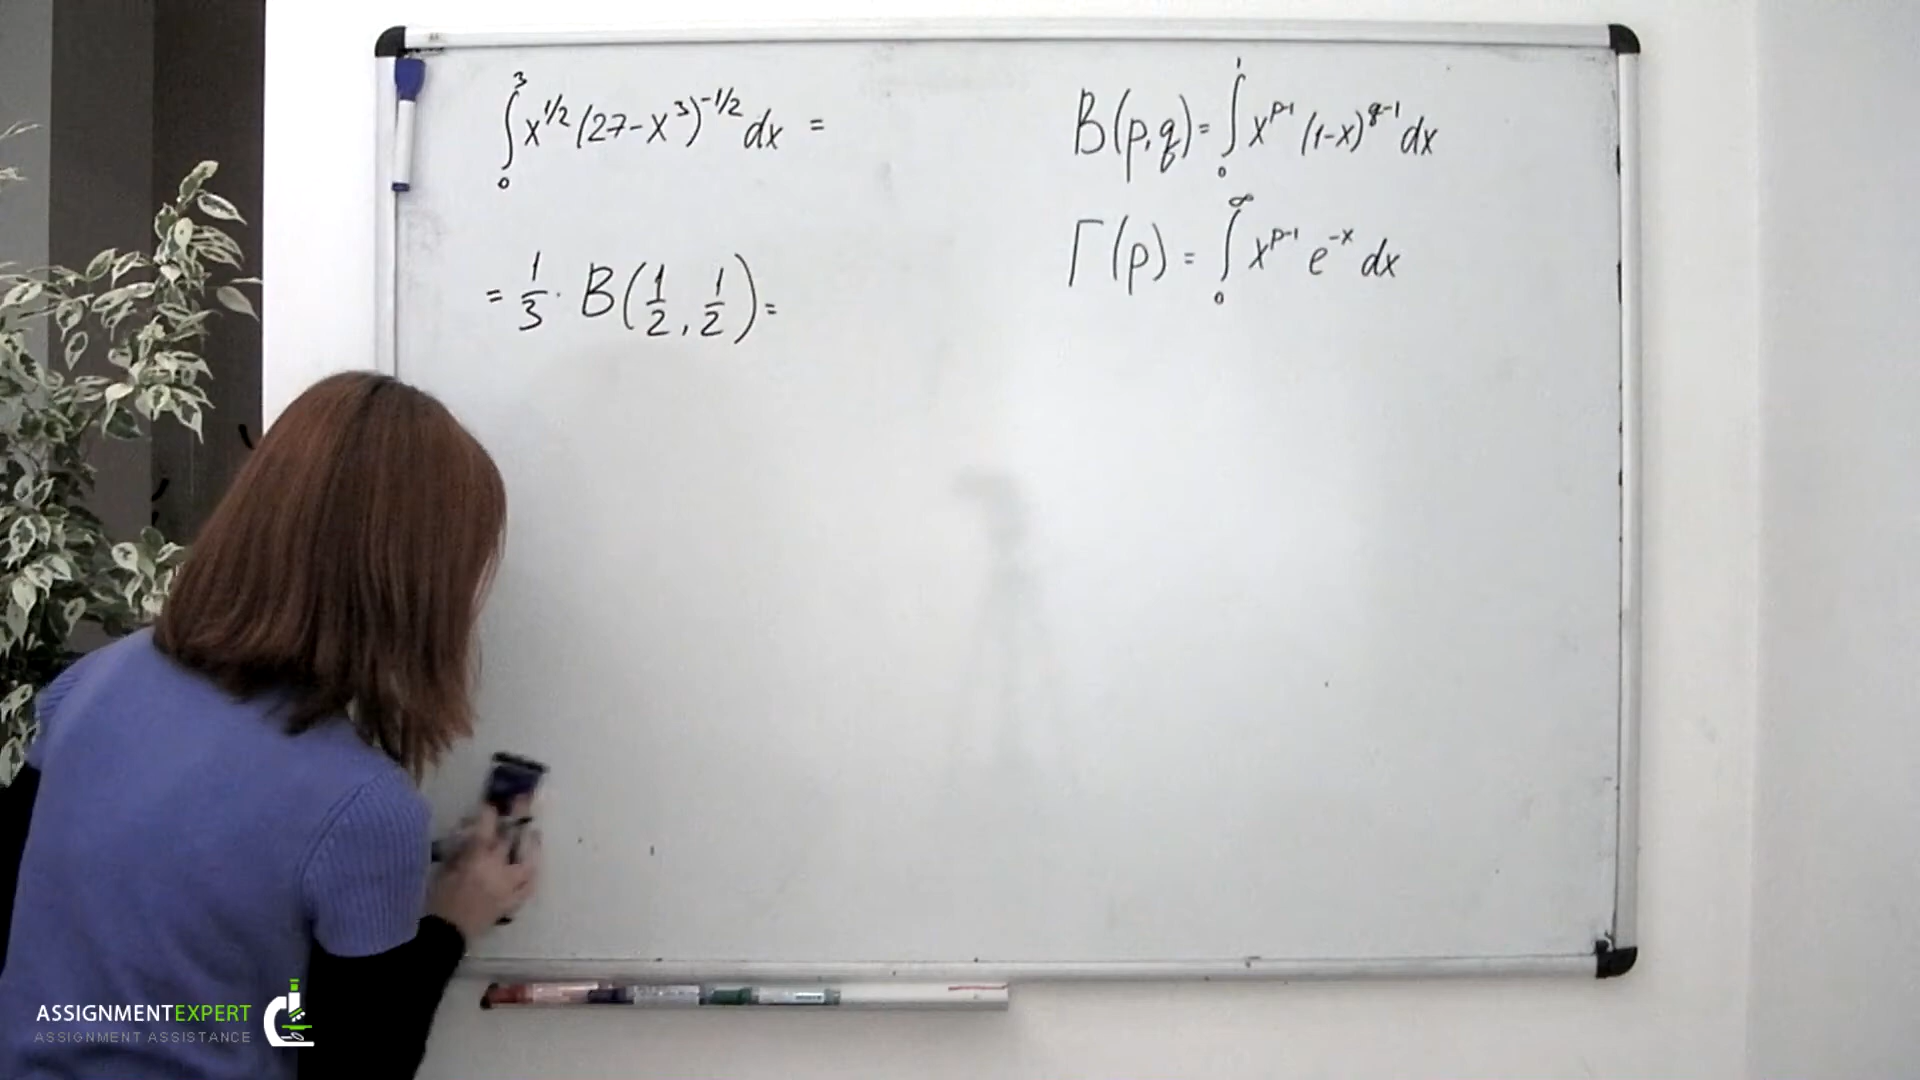 ∫₀³ x^{1/2} (27-x³)^{-1/2} dx =
= 1/3 · B(1/2, 1/2) =
B(p,q) = ∫₀¹ x^{p-1} (1-x)^{q-1} dx
Γ(p) = ∫₀^∞ x^{p-1} e^{-x} dx
ASSIGNMENTEXPERT
ASSIGNMENT ASSISTANCE